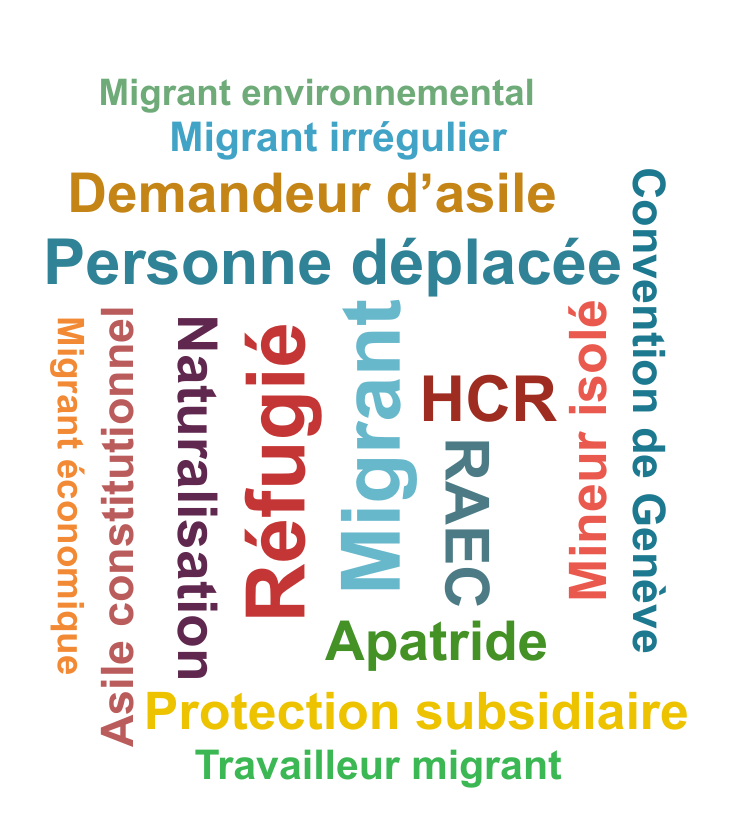 Migrant environnemental
Migrant irrégulier
Demandeur d’asile
Personne déplacée
Convention de Genève
Migrant économique
Asile constitutionnel
Naturalisation
Réfugié
Migrant
HCR
RAEC
Mineur isolé
Apatride
Protection subsidiaire
Travailleur migrant